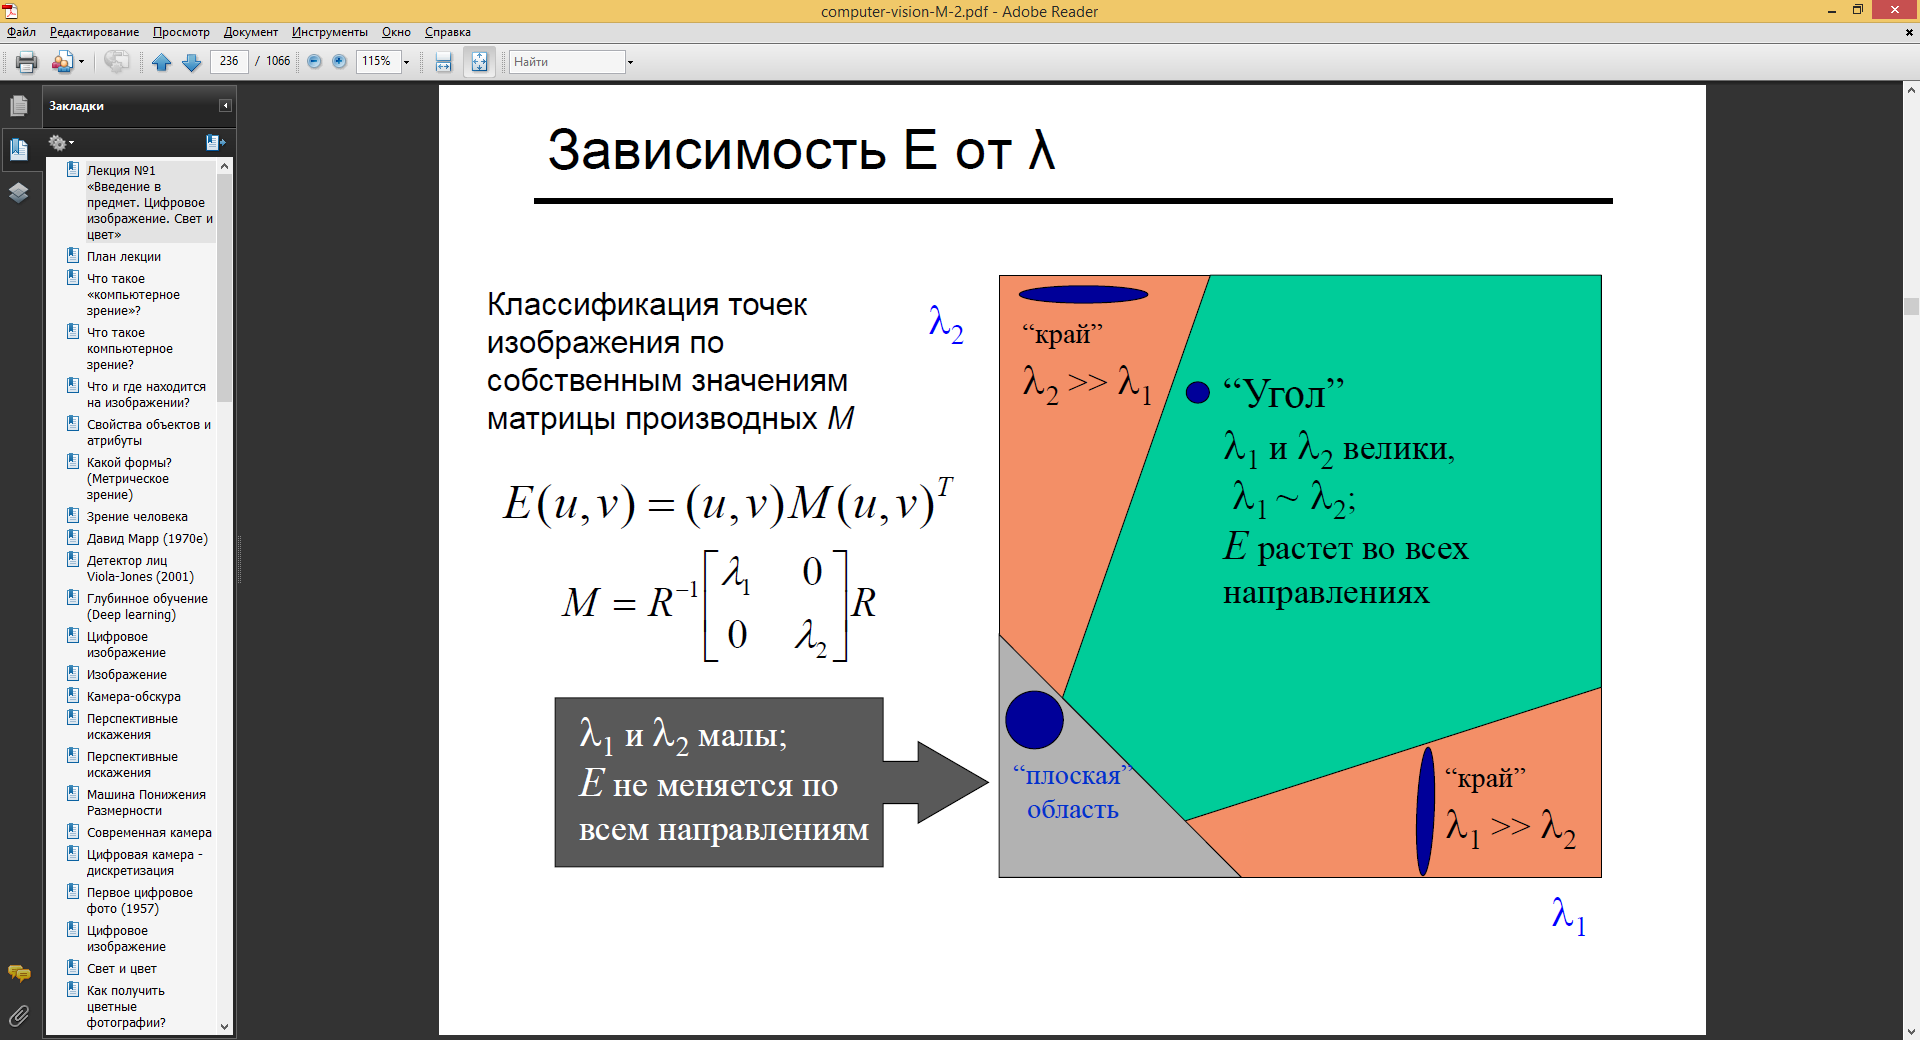 computer-vision-M-2.pdf - Adobe Reader
Файл Редактирование Просмотр Документ Инструменты Окно Справка
236 / 1066 115% Найти
Закладки
Лекция №1
«Введение в
предмет. Цифровое
изображение. Свет и
цвет»
План лекции
Что такое
«компьютерное
зрение»?
Что такое
компьютерное
зрение?
Что и где находится
на изображении?
Свойства объектов и
атрибуты
Какой формы?
(Метрическое
зрение)
Зрение человека
Давид Марр (1970е)
Детектор лиц
Viola-Jones (2001)
Глубинное обучение
(Deep learning)
Цифровое
изображение
Изображение
Камера-обскура
Перспективные
искажения
Перспективные
искажения
Машина Понижения
Размерности
Современная камера
Цифровая камера -
дискретизация
Первое цифровое
фото (1957)
Цифровое
изображение
Свет и цвет
Как получить
цветные
фотографии?
Зависимость E от λ
Классификация точек
изображения по
собственным значениям
матрицы производных M
E(u,v) = (u,v)M(u,v)^T
M = R⁻¹ [λ₁ 0
0 λ₂] R
λ₁ и λ₂ малы;
E не меняется по
всем направлениям
λ₂
“край”
λ₂ >> λ₁
“Угол”
λ₁ и λ₂ велики,
λ₁ ~ λ₂;
E растет во всех
направлениях
“плоская”
область
“край”
λ₁ >> λ₂
λ₁